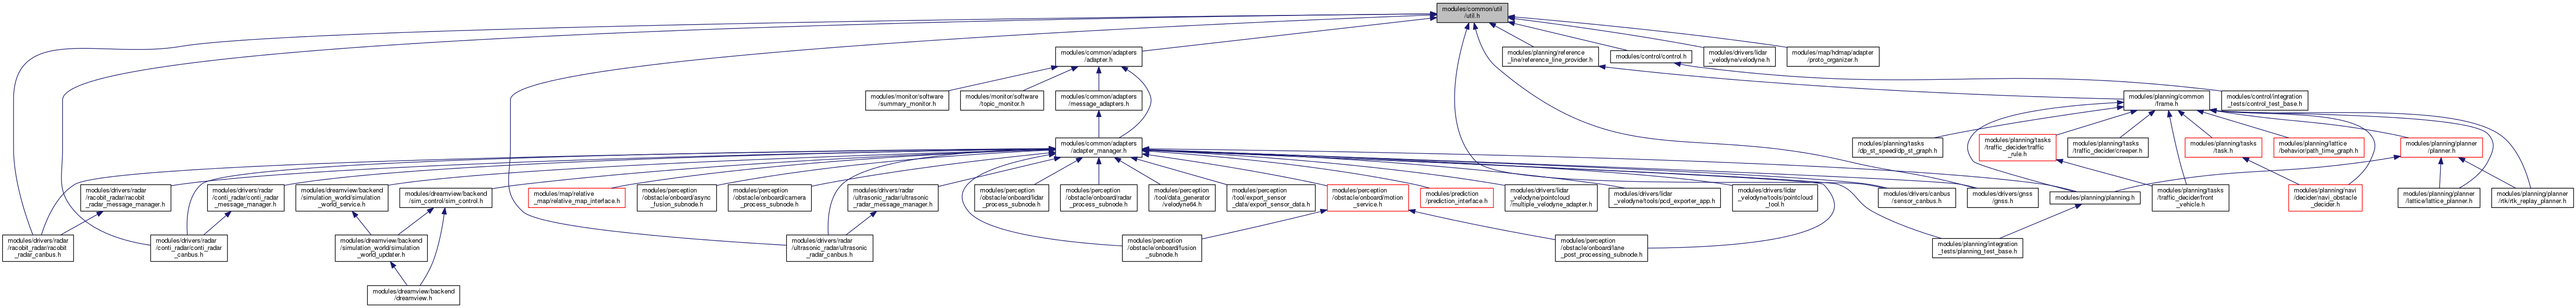 modules/common/util
/util.h
modules/common/adapters
/adapter.h
modules/planning/reference
_line/reference_line_provider.h
modules/control/control.h
modules/drivers/lidar
_velodyne/velodyne.h
modules/map/hdmap/adapter
/proto_organizer.h
modules/monitor/software
/summary_monitor.h
modules/monitor/software
/topic_monitor.h
modules/common/adapters
/message_adapters.h
modules/planning/common
/frame.h
modules/control/integration
_tests/control_test_base.h
modules/common/adapters
/adapter_manager.h
modules/planning/tasks
/dp_st_speed/dp_st_graph.h
modules/planning/tasks
/traffic_decider/traffic
_rule.h
modules/planning/tasks
/traffic_decider/creeper.h
modules/planning/tasks
/task.h
modules/planning/lattice
/behavior/path_time_graph.h
modules/planning/planner
/planner.h
modules/drivers/radar
/racobit_radar/racobit
_radar_message_manager.h
modules/drivers/radar
/conti_radar/conti_radar
_message_manager.h
modules/dreamview/backend
/simulation_world/simulation
_world_service.h
modules/dreamview/backend
/sim_control/sim_control.h
modules/map/relative
_map/relative_map_interface.h
modules/perception
/obstacle/onboard/async
_fusion_subnode.h
modules/perception
/obstacle/onboard/camera
_process_subnode.h
modules/drivers/radar
/ultrasonic_radar/ultrasonic
_radar_message_manager.h
modules/perception
/obstacle/onboard/lidar
_process_subnode.h
modules/perception
/obstacle/onboard/radar
_process_subnode.h
modules/perception
/tool/data_generator
/velodyne64.h
modules/perception
/tool/export_sensor
_data/export_sensor_data.h
modules/perception
/obstacle/onboard/motion
_service.h
modules/prediction
/prediction_interface.h
modules/drivers/lidar
_velodyne/pointcloud
/multiple_velodyne_adapter.h
modules/drivers/lidar
_velodyne/tools/pcd_exporter_app.h
modules/drivers/lidar
_velodyne/tools/pointcloud
_tool.h
modules/drivers/canbus
/sensor_canbus.h
modules/drivers/gnss
/gnss.h
modules/planning/planning.h
modules/planning/tasks
/traffic_decider/front
_vehicle.h
modules/planning/navi
/decider/navi_obstacle
_decider.h
modules/planning/planner
/lattice/lattice_planner.h
modules/planning/planner
/rtk/rtk_replay_planner.h
modules/drivers/radar
/racobit_radar/racobit
_radar_canbus.h
modules/drivers/radar
/conti_radar/conti_radar
_canbus.h
modules/dreamview/backend
/simulation_world/simulation
_world_updater.h
modules/drivers/radar
/ultrasonic_radar/ultrasonic
_radar_canbus.h
modules/perception
/obstacle/onboard/fusion
_subnode.h
modules/perception
/obstacle/onboard/lane
_post_processing_subnode.h
modules/planning/integration
_tests/planning_test_base.h
modules/dreamview/backend
/dreamview.h